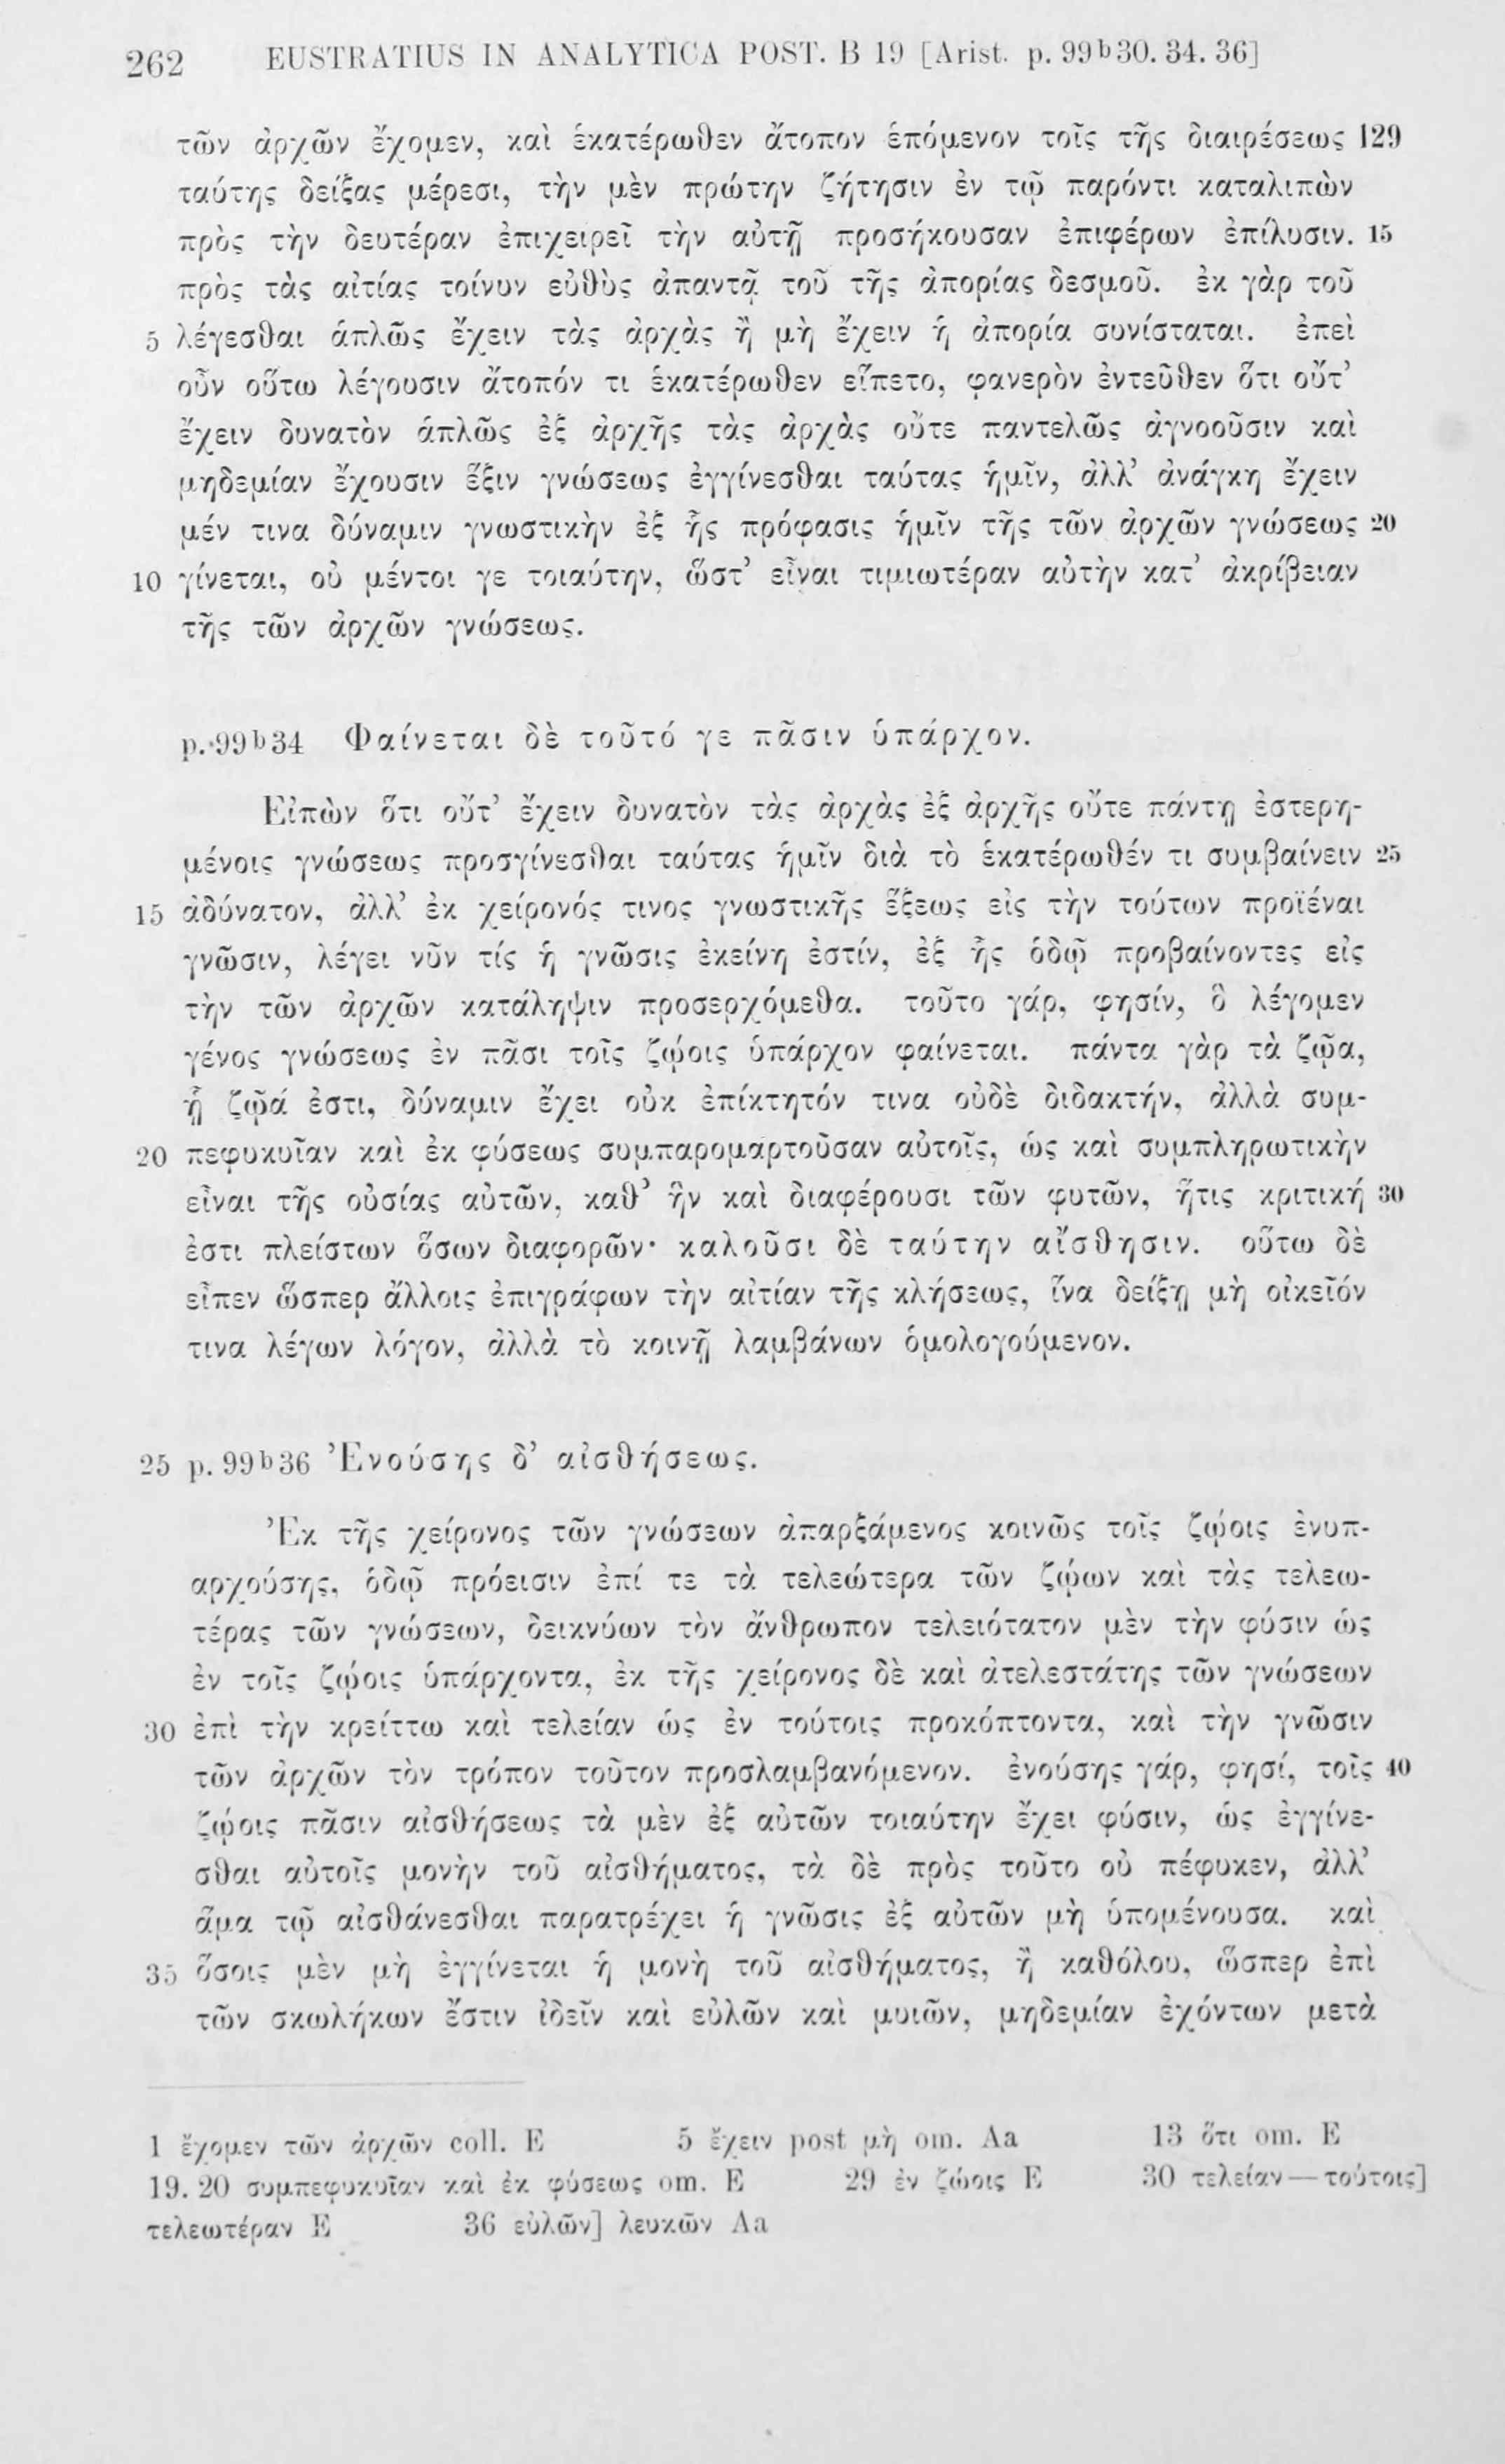 262 EUSTRATIUS IN ANALYTICA POST. B 19 [Arist. p. 99b30. 34. 36]
τῶν ἀρχῶν ἔχομεν, καὶ ἑκατέρωθεν ἄτοπον ἑπόμενον τοῖς τῆς διαιρέσεως 129
ταύτης δείξας μέρεσι, τὴν μὲν πρώτην ζήτησιν ἐν τῷ παρόντι καταλιπὼν
πρὸς τὴν δευτέραν ἐπιχειρεῖ τὴν αὐτῇ προσήκουσαν ἐπιφέρων ἐπίλυσιν. 15
πρὸς τὰς αἰτίας τοίνυν εὐθὺς ἀπαντᾷ τοῦ τῆς ἀπορίας δεσμοῦ. ἐκ γὰρ τοῦ
5 λέγεσθαι ἁπλῶς ἔχειν τὰς ἀρχὰς ἢ μὴ ἔχειν ἡ ἀπορία συνίσταται. ἐπεὶ
οὖν οὕτω λέγουσιν ἄτοπόν τι ἑκατέρωθεν εἵπετο, φανερὸν ἐντεῦθεν ὅτι οὔτ’
ἔχειν δυνατὸν ἁπλῶς ἐξ ἀρχῆς τὰς ἀρχὰς οὔτε παντελῶς ἀγνοοῦσιν καὶ
μηδεμίαν ἔχουσιν ἕξιν γνώσεως ἐγγίνεσθαι ταύτας ἡμῖν, ἀλλ’ ἀνάγκη ἔχειν
μέν τινα δύναμιν γνωστικὴν ἐξ ἧς πρόφασις ἡμῖν τῆς τῶν ἀρχῶν γνώσεως 20
10 γίνεται, οὐ μέντοι γε τοιαύτην, ὥστ’ εἶναι τιμιωτέραν αὐτὴν κατ’ ἀκρίβειαν
τῆς τῶν ἀρχῶν γνώσεως.
p. 99b34 Φαίνεται δὲ τοῦτό γε πᾶσιν ὑπάρχον.
Εἰπὼν ὅτι οὔτ’ ἔχειν δυνατὸν τὰς ἀρχὰς ἐξ ἀρχῆς οὔτε πάντῃ ἐστερη-
μένοις γνώσεως προσγίνεσθαι ταύτας ἡμῖν διὰ τὸ ἑκατέρωθέν τι συμβαίνειν 25
15 ἀδύνατον, ἀλλ’ ἐκ χείρονός τινος γνωστικῆς ἕξεως εἰς τὴν τούτων προϊέναι
γνῶσιν, λέγει νῦν τίς ἡ γνῶσις ἐκείνη ἐστίν, ἐξ ἧς ὁδῷ προβαίνοντες εἰς
τὴν τῶν ἀρχῶν κατάληψιν προσερχόμεθα. τοῦτο γάρ, φησίν, ὃ λέγομεν
γένος γνώσεως ἐν πᾶσι τοῖς ζῴοις ὑπάρχον φαίνεται. πάντα γὰρ τὰ ζῷα,
ᾗ ζῷά ἐστι, δύναμιν ἔχει οὐκ ἐπίκτητόν τινα οὐδὲ διδακτήν, ἀλλὰ συμ-
20 πεφυκυῖαν καὶ ἐκ φύσεως συμπαρομαρτοῦσαν αὐτοῖς, ὡς καὶ συμπληρωτικὴν
εἶναι τῆς οὐσίας αὐτῶν, καθ’ ἣν καὶ διαφέρουσι τῶν φυτῶν, ἥτις κριτική 30
ἐστι πλείστων ὅσων διαφορῶν· καλοῦσι δὲ ταύτην αἴσθησιν. οὕτω δὲ
εἶπεν ὥσπερ ἄλλοις ἐπιγράφων τὴν αἰτίαν τῆς κλήσεως, ἵνα δείξῃ μὴ οἰκεῖόν
τινα λέγων λόγον, ἀλλὰ τὸ κοινῇ λαμβάνων ὁμολογούμενον.
25 p. 99b36 Ἐνούσης δ’ αἰσθήσεως.
Ἐκ τῆς χείρονος τῶν γνώσεων ἀπαρξάμενος κοινῶς τοῖς ζῴοις ἐνυπ-
αρχούσης, ὁδῷ πρόεισιν ἐπί τε τὰ τελεώτερα τῶν ζῴων καὶ τὰς τελεω-
τέρας τῶν γνώσεων, δεικνύων τὸν ἄνθρωπον τελειότατον μὲν τὴν φύσιν ὡς
ἐν τοῖς ζῴοις ὑπάρχοντα, ἐκ τῆς χείρονος δὲ καὶ ἀτελεστάτης τῶν γνώσεων
30 ἐπὶ τὴν κρείττω καὶ τελείαν ὡς ἐν τούτοις προκόπτοντα, καὶ τὴν γνῶσιν
τῶν ἀρχῶν τὸν τρόπον τοῦτον προσλαμβανόμενον. ἐνούσης γάρ, φησί, τοῖς 40
ζῴοις πᾶσιν αἰσθήσεως τὰ μὲν ἐξ αὐτῶν τοιαύτην ἔχει φύσιν, ὡς ἐγγίνε-
σθαι αὐτοῖς μονὴν τοῦ αἰσθήματος, τὰ δὲ πρὸς τοῦτο οὐ πέφυκεν, ἀλλ’
ἅμα τῷ αἰσθάνεσθαι παρατρέχει ἡ γνῶσις ἐξ αὐτῶν μὴ ὑπομένουσα. καὶ
35 ὅσοις μὲν μὴ ἐγγίνεται ἡ μονὴ τοῦ αἰσθήματος, ἢ καθόλου, ὥσπερ ἐπὶ
τῶν σκωλήκων ἔστιν ἰδεῖν καὶ εὐλῶν καὶ μυιῶν, μηδεμίαν ἐχόντων μετὰ
1 ἔχομεν τῶν ἀρχῶν coll. E 5 ἔχειν post μὴ om. Aa 13 ὅτι om. E
19. 20 συμπεφυκυῖαν καὶ ἐκ φύσεως om. E 29 ἐν ζώοις E 30 τελείαν—τούτοις]
τελεωτέραν E 36 εὐλῶν] λευκῶν Aa